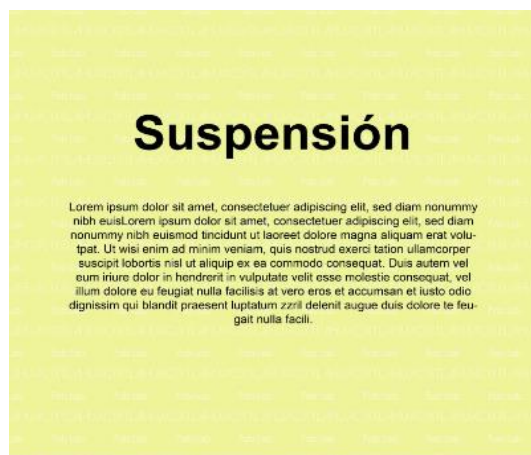 Suspensión
Lorem ipsum dolor sit amet, consectetuer adipiscing elit, sed diam nonummy
nibh euisLorem ipsum dolor sit amet, consectetuer adipiscing elit, sed diam
nonummy nibh euismod tincidunt ut laoreet dolore magna aliquam erat volu-
tpat. Ut wisi enim ad minim veniam, quis nostrud exerci tation ullamcorper
suscipit lobortis nisl ut aliquip ex ea commodo consequat. Duis autem vel
eum iriure dolor in hendrerit in vulputate velit esse molestie consequat, vel
illum dolore eu feugiat nulla facilisis at vero eros et accumsan et iusto odio
dignissim qui blandit praesent luptatum zzril delenit augue duis dolore te feu-
gait nulla facili.